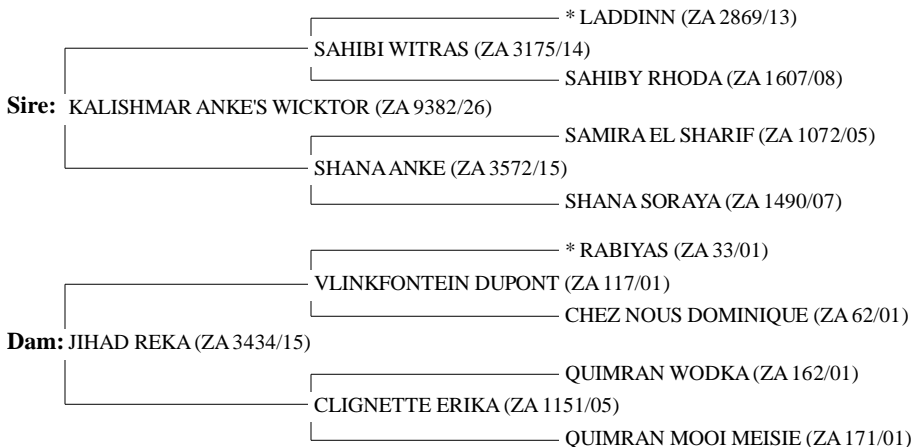 * LADDINN (ZA 2869/13)
SAHIBI WITRAS (ZA 3175/14)
SAHIBY RHODA (ZA 1607/08)
Sire: KALISHMAR ANKE'S WICKTOR (ZA 9382/26)
SAMIRA EL SHARIF (ZA 1072/05)
SHANA ANKE (ZA 3572/15)
SHANA SORAYA (ZA 1490/07)
* RABIYAS (ZA 33/01)
VLINKFONTEIN DUPONT (ZA 117/01)
CHEZ NOUS DOMINIQUE (ZA 62/01)
Dam: JIHAD REKA (ZA 3434/15)
QUIMRAN WODKA (ZA 162/01)
CLIGNETTE ERIKA (ZA 1151/05)
QUIMRAN MOOI MEISIE (ZA 171/01)